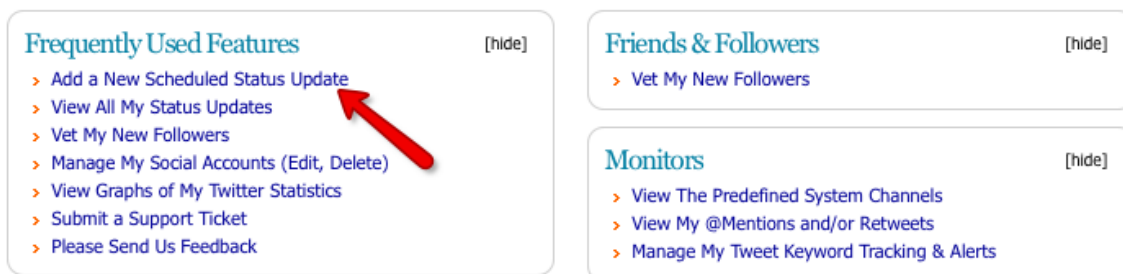 Frequently Used Features [hide]
Add a New Scheduled Status Update
View All My Status Updates
Vet My New Followers
Manage My Social Accounts (Edit, Delete)
View Graphs of My Twitter Statistics
Submit a Support Ticket
Please Send Us Feedback
Friends & Followers [hide]
Vet My New Followers
Monitors [hide]
View The Predefined System Channels
View My @Mentions and/or Retweets
Manage My Tweet Keyword Tracking & Alerts